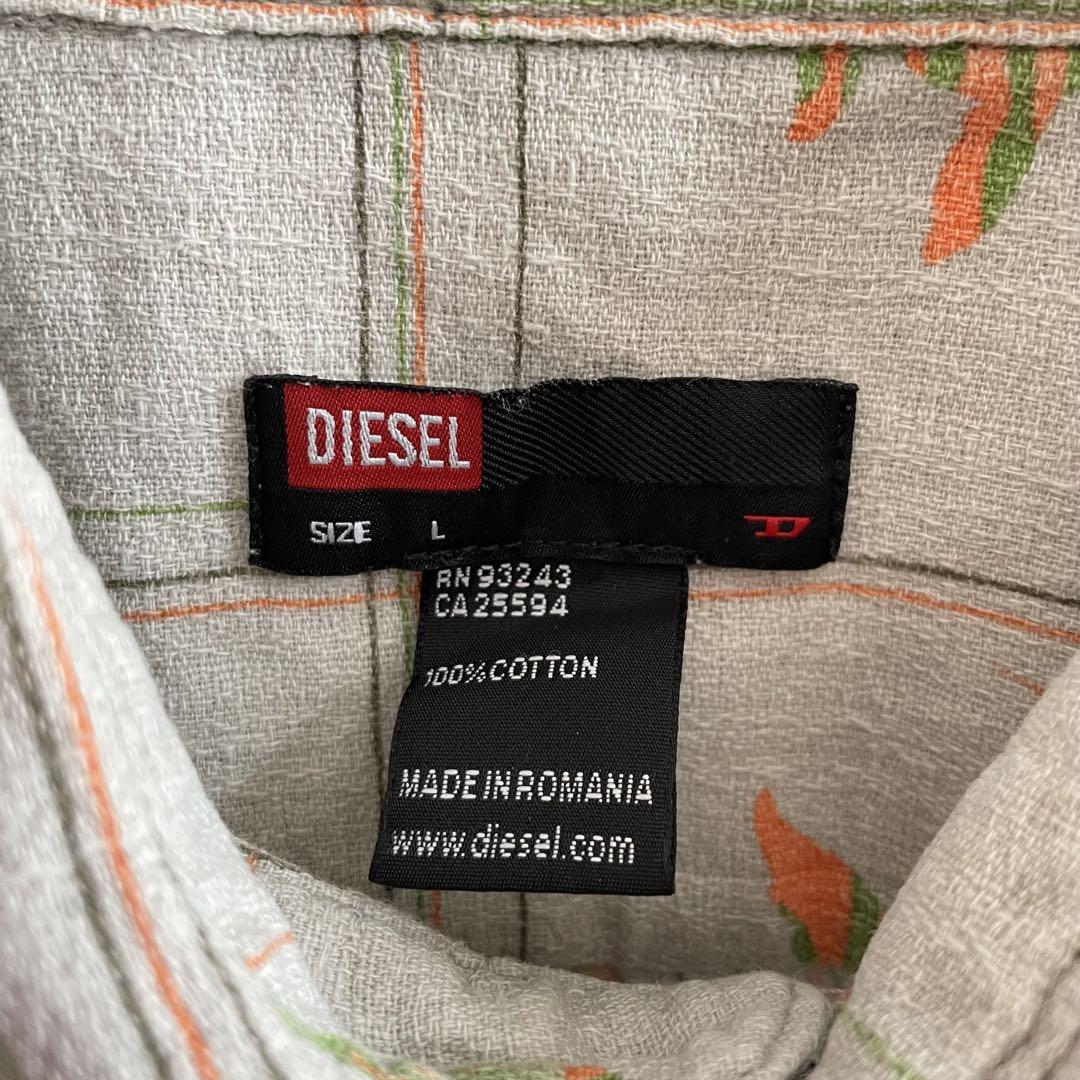 DIESEL
SIZE L D
RN 93243
CA 25594
100% COTTON
MADE IN ROMANIA
www.diesel.com